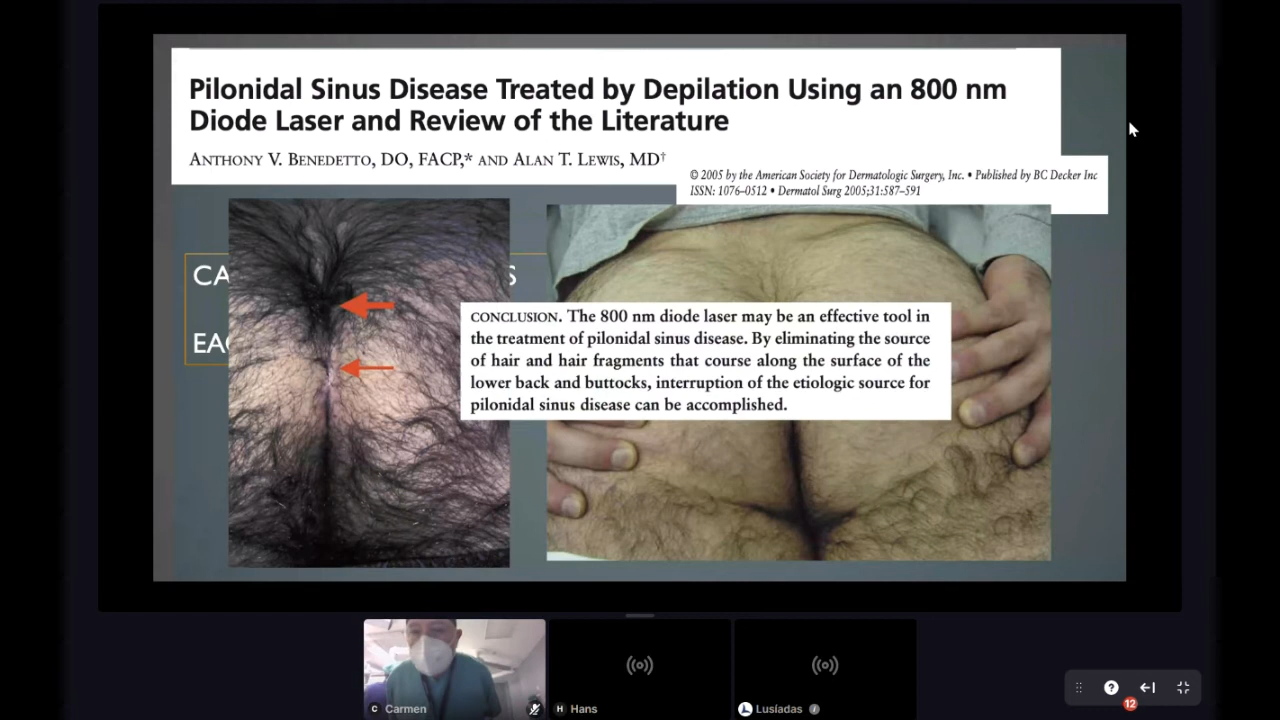 Pilonidal Sinus Disease Treated by Depilation Using an 800 nm
Diode Laser and Review of the Literature
ANTHONY V. BENEDETTO, DO, FACP,* AND ALAN T. LEWIS, MD†
© 2005 by the American Society for Dermatologic Surgery, Inc. • Published by BC Decker Inc
ISSN: 1076–0512 • Dermatol Surg 2005;31:587–591
CONCLUSION. The 800 nm diode laser may be an effective tool in
the treatment of pilonidal sinus disease. By eliminating the source
of hair and hair fragments that course along the surface of the
lower back and buttocks, interruption of the etiologic source for
pilonidal sinus disease can be accomplished.
C Carmen
H Hans
Lusíadas i
?
12